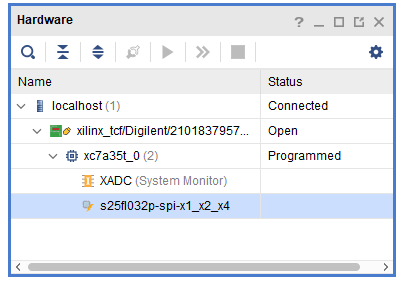 Hardware
Name Status
localhost (1) Connected
xilinx_tcf/Digilent/2101837957... Open
xc7a35t_0 (2) Programmed
XADC (System Monitor)
s25fl032p-spi-x1_x2_x4